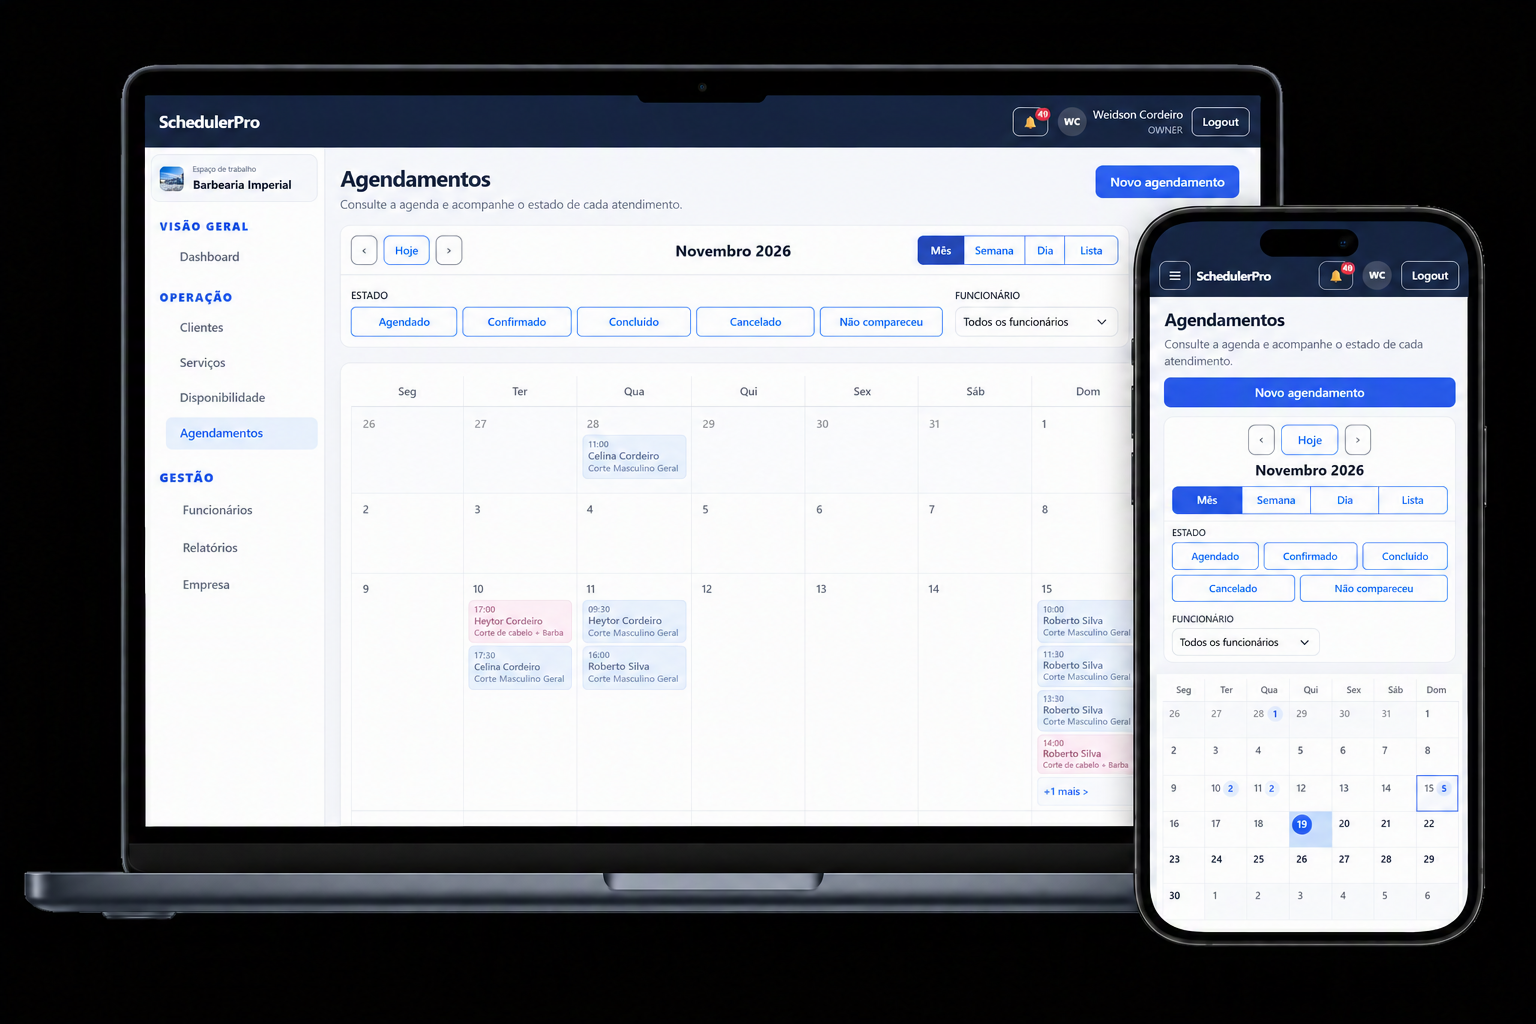 SchedulerPro
49
WC
Weidson Cordeiro
OWNER
Logout
Espaço de trabalho
Barbearia Imperial
VISÃO GERAL
Dashboard
OPERAÇÃO
Clientes
Serviços
Disponibilidade
Agendamentos
GESTÃO
Funcionários
Relatórios
Empresa
Agendamentos
Consulte a agenda e acompanhe o estado de cada atendimento.
Novo agendamento
‹ Hoje ›
Novembro 2026
Mês Semana Dia Lista
ESTADO
Agendado Confirmado Concluído Cancelado Não compareceu
FUNCIONÁRIO
Todos os funcionários
Seg Ter Qua Qui Sex Sáb Dom
26 27 28 29 30 31 1
11:00
Celina Cordeiro
Corte Masculino Geral
2 3 4 5 6 7 8
9 10 11 12 13 14 15
17:00
Heytor Cordeiro
Corte de cabelo + Barba
17:30
Celina Cordeiro
Corte Masculino Geral
09:30
Heytor Cordeiro
Corte Masculino Geral
16:00
Roberto Silva
Corte Masculino Geral
10:00
Roberto Silva
Corte Masculino Geral
11:30
Roberto Silva
Corte Masculino Geral
13:30
Roberto Silva
Corte Masculino Geral
14:00
Roberto Silva
Corte de cabelo + Barba
+1 mais >
SchedulerPro
WC
Logout
Agendamentos
Consulte a agenda e acompanhe o estado de cada
atendimento.
Novo agendamento
‹ Hoje ›
Novembro 2026
Mês Semana Dia Lista
ESTADO
Agendado Confirmado Concluído
Cancelado Não compareceu
FUNCIONÁRIO
Todos os funcionários
Seg Ter Qua Qui Sex Sáb Dom
26 27 28 1 29 30 31 1
2 3 4 5 6 7 8
9 10 2 11 2 12 13 14 15 5
16 17 18 19 20 21 22
23 24 25 26 27 28 29
30 1 2 3 4 5 6